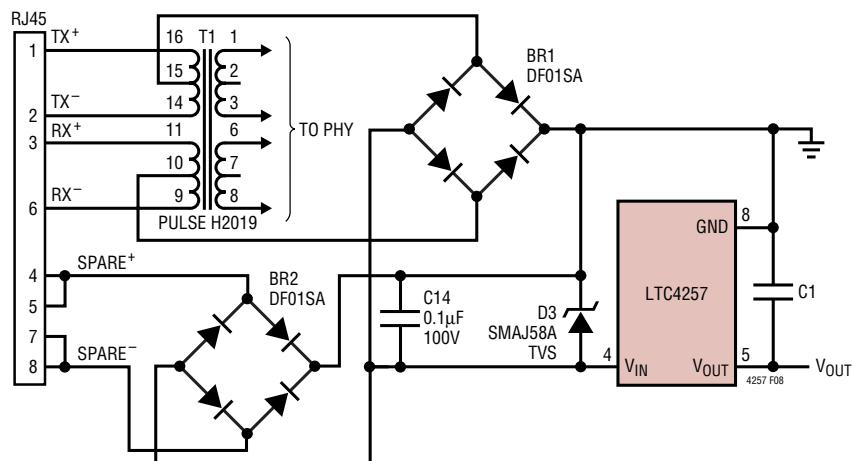 RJ45
1 TX+ 16 T1 1
15 2
2 TX− 14 3
3 RX+ 11 6
10 7
6 RX− 9 8
PULSE H2019
TO PHY
BR1
DF01SA
4 SPARE+
5
7
8 SPARE−
BR2
DF01SA
C14
0.1µF
100V
D3
SMAJ58A
TVS
GND 8
LTC4257
C1
4 VIN
VOUT 5
VOUT
4257 F08